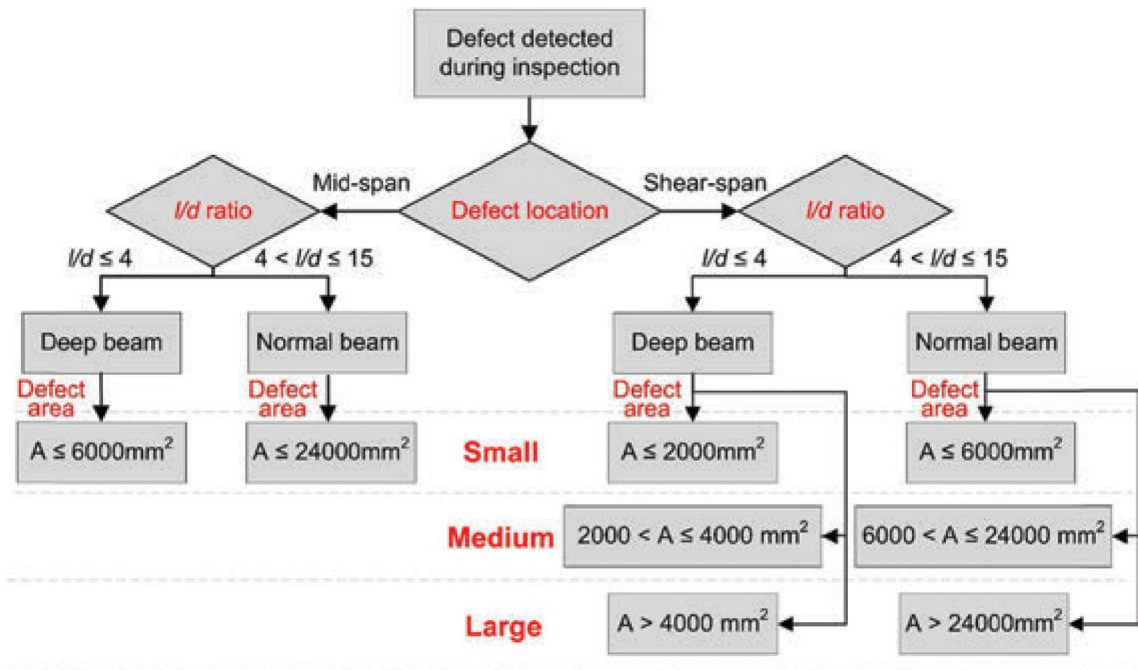 Defect detected
during inspection
Mid-span
Shear-span
l/d ratio
Defect location
l/d ratio
l/d ≤ 4
4 < l/d ≤ 15
l/d ≤ 4
4 < l/d ≤ 15
Deep beam
Normal beam
Deep beam
Normal beam
Defect
area
Defect
area
Defect
area
Defect
area
A ≤ 6000mm²
A ≤ 24000mm²
Small
A ≤ 2000mm²
A ≤ 6000mm²
Medium
2000 < A ≤ 4000 mm²
6000 < A ≤ 24000 mm²
Large
A > 4000 mm²
A > 24000mm²